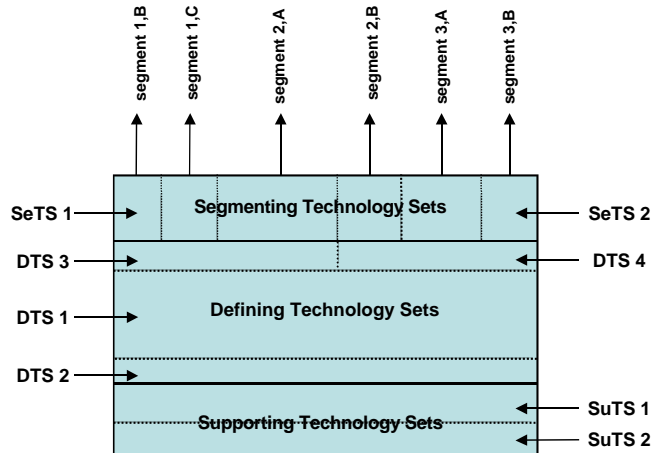 segment 1,B
segment 1,C
segment 2,A
segment 2,B
segment 3,A
segment 3,B
SeTS 1
Segmenting Technology Sets
SeTS 2
DTS 3
DTS 4
DTS 1
Defining Technology Sets
DTS 2
SuTS 1
Supporting Technology Sets
SuTS 2